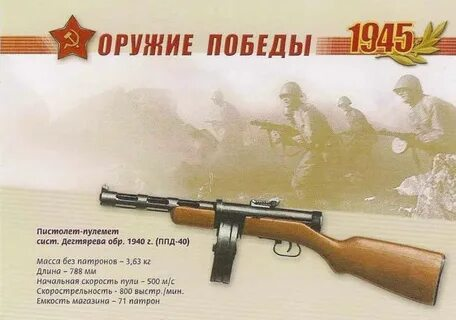 ОРУЖИЕ ПОБЕДЫ
1945
Пистолет-пулемет
сист. Дегтярева обр. 1940 г. (ППД-40)
Масса без патронов – 3,63 кг
Длина – 788 мм
Начальная скорость пули – 500 м/с
Скорострельность - 800 выстр./мин.
Емкость магазина – 71 патрон